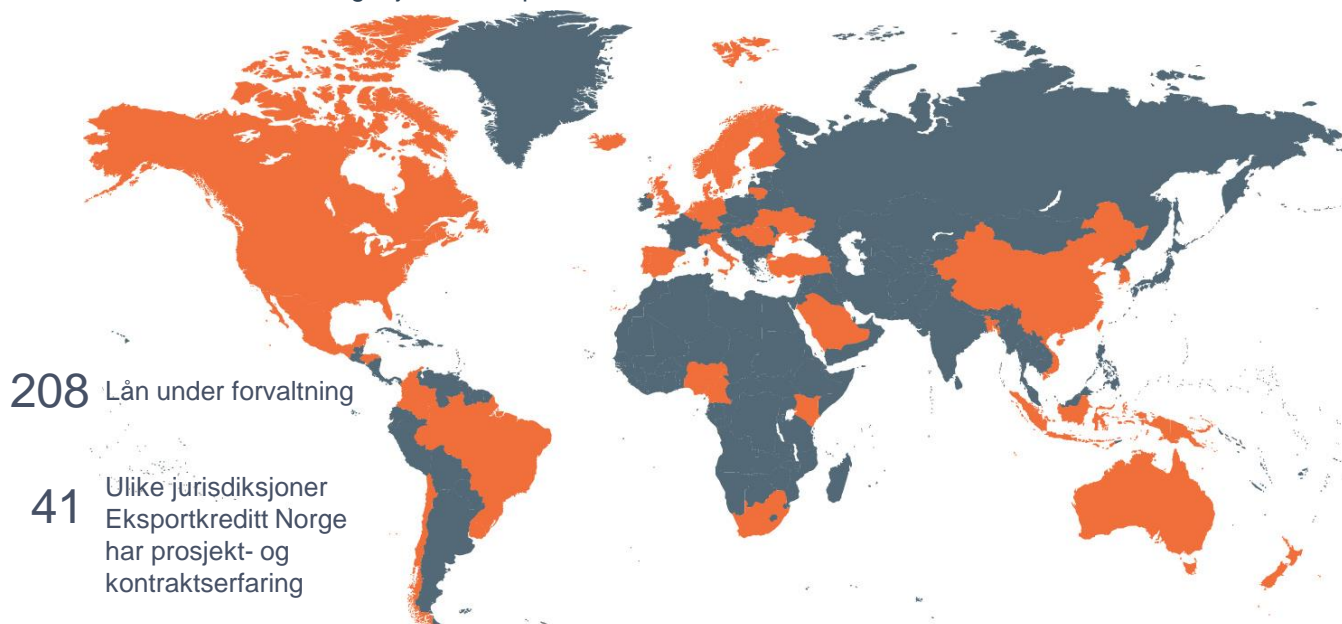 208 Lån under forvaltning
41 Ulike jurisdiksjoner
Eksportkreditt Norge
har prosjekt- og
kontraktserfaring